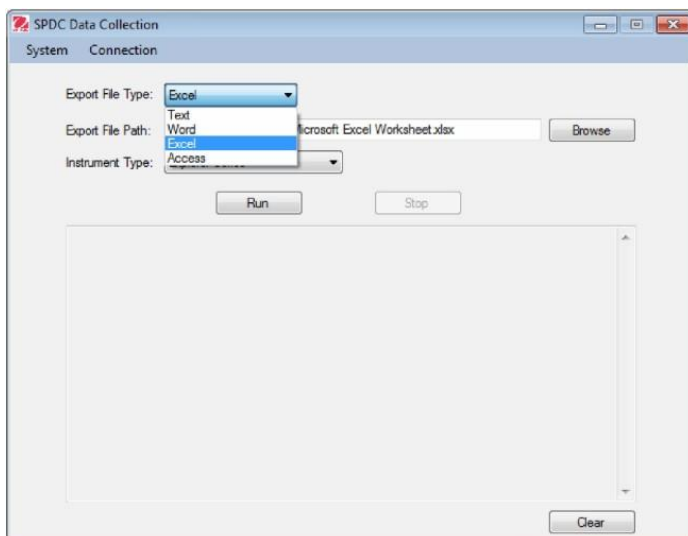 SPDC Data Collection
System Connection
Export File Type: Excel
Text
Export File Path: Word Microsoft Excel Worksheet.xlsx Browse
Excel
Instrument Type: Access
Run Stop
Clear